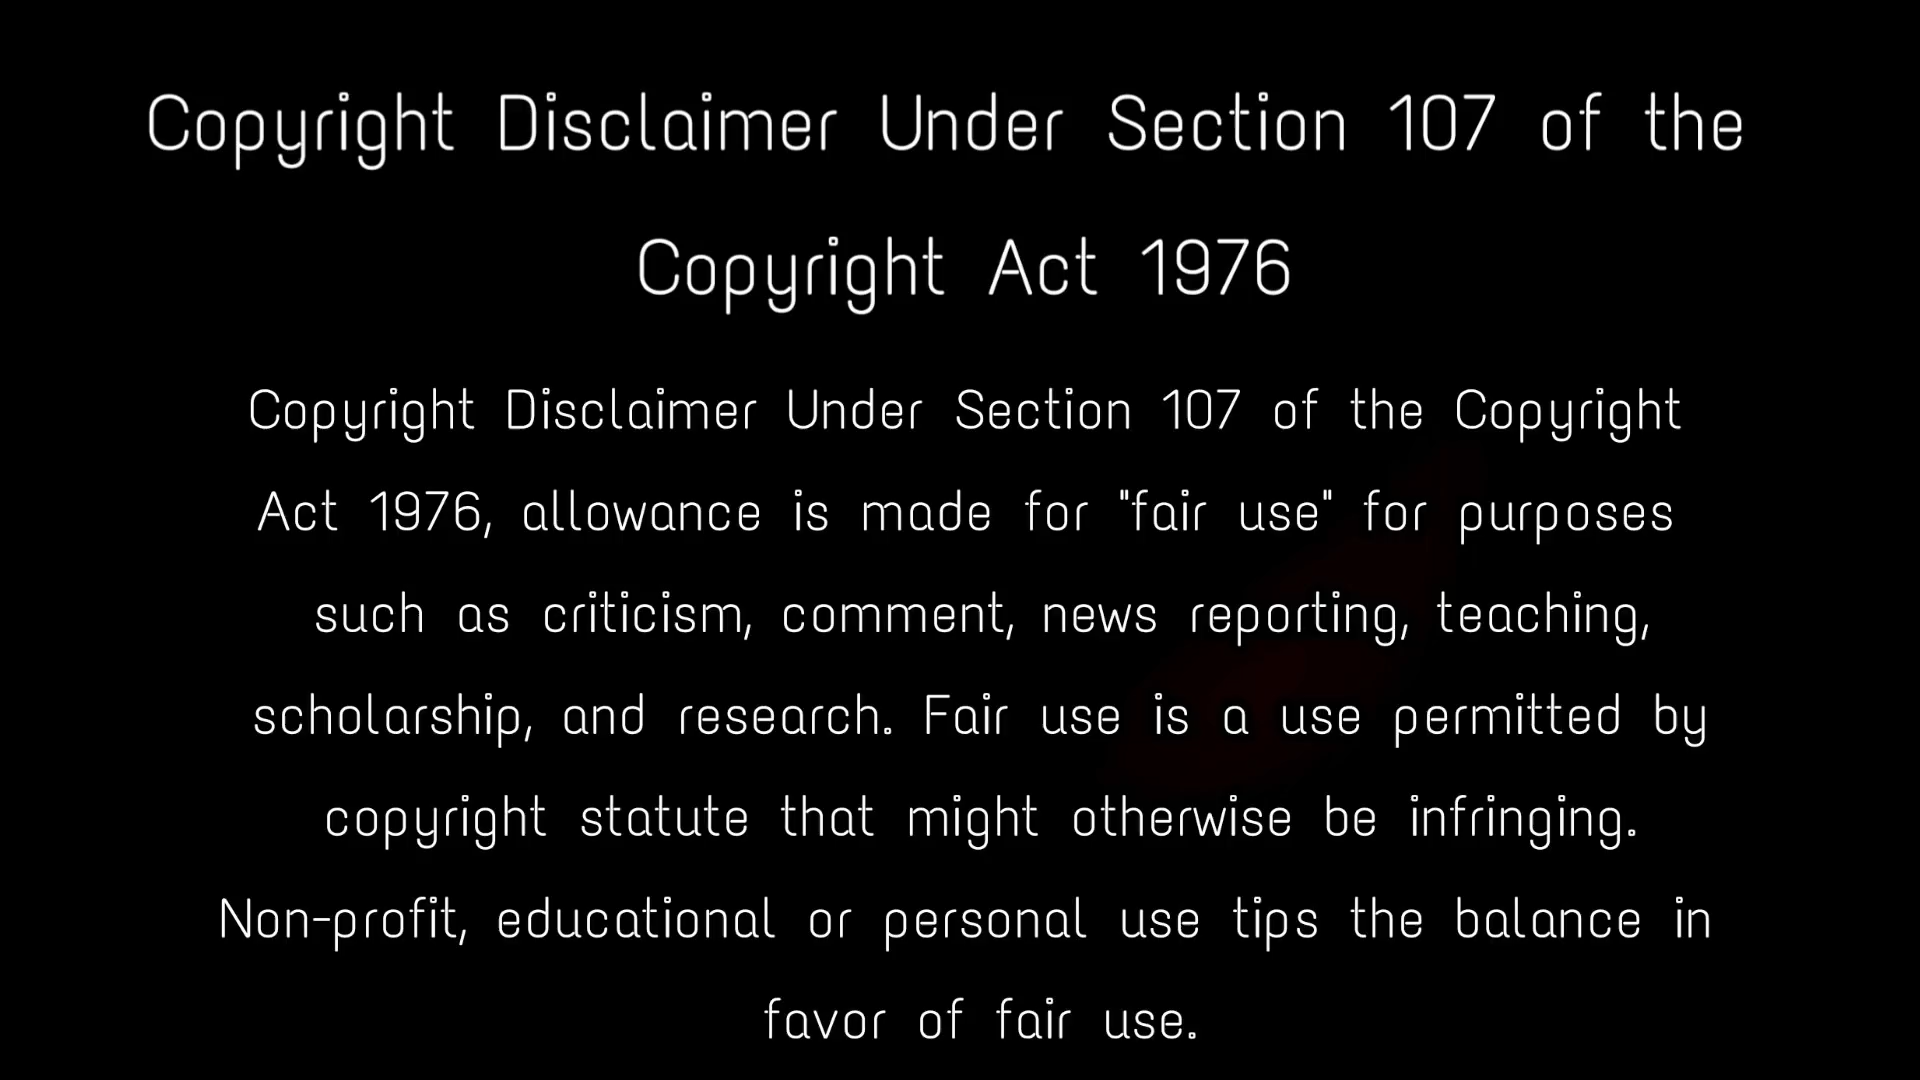 Copyright Disclaimer Under Section 107 of the
Copyright Act 1976
Copyright Disclaimer Under Section 107 of the Copyright
Act 1976, allowance is made for "fair use" for purposes
such as criticism, comment, news reporting, teaching,
scholarship, and research. Fair use is a use permitted by
copyright statute that might otherwise be infringing.
Non-profit, educational or personal use tips the balance in
favor of fair use.